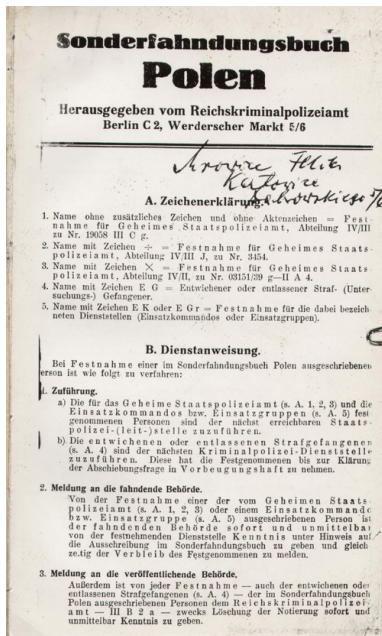 Sonderfahndungsbuch
Polen
Herausgegeben vom Reichskriminalpolizeiamt
Berlin C 2, Werderscher Markt 5/6
A. Zeichenerklärung.
1. Name ohne zusätzliches Zeichen und ohne Aktenzeichen = Fest-
nahme für Geheimes Staatspolizeiamt, Abteilung IV/III
zu Nr. 19058 III C g.
2. Name mit Zeichen ÷ = Festnahme für Geheimes Staats
polizeiamt, Abteilung IV/III J, zu Nr. 3454.
3. Name mit Zeichen ✕ = Festnahme für Geheimes Staats
polizeiamt, Abteilung IV/II, zu Nr. 03151/39 g—II A 4.
4. Name mit Zeichen E G = Entwichener oder entlassener Straf- (Unter
suchungs-) Gefangener.
5. Name mit Zeichen E K oder E Gr = Festnahme für die dabei bezeich
neten Dienststellen (Einsatzkommandos oder Einsatzgruppen).
B. Dienstanweisung.
Bei Festnahme einer im Sonderfahndungsbuch Polen ausgeschriebenen
erson ist wie folgt zu verfahren:
1. Zuführung.
a) Die für das Geheime Staatspolizeiamt (s. A. 1, 2, 3) und die
Einsatzkommandos bzw. Einsatzgruppen (s. A. 5) fest
genommenen Personen sind der nächst erreichbaren Staats-
polizei-(leit-)stelle zuzuführen.
b) Die entwichenen oder entlassenen Strafgefangenen
(s. A. 4) sind der nächsten Kriminalpolizei-Dienststelle
zuzuführen. Diese hat die Festgenommenen bis zur Klärung
der Abschiebungsfrage in Vorbeugungshaft zu nehmen.
2. Meldung an die fahndende Behörde.
Von der Festnahme einer der vom Geheimen Staats
polizeiamt (s. A. 1, 2, 3) oder einem Einsatzkommando
bzw. Einsatzgruppe (s. A. 5) ausgeschriebenen Person ist
der fahndenden Behörde sofort und unmittelbar
von der festnehmenden Dienststelle Kenntnis unter Hinweis auf
die Ausschreibung im Sonderfahndungsbuch zu geben und gleich
ze.tig der Verbleib des Festgenommenen zu melden.
3. Meldung an die veröffentlichende Behörde,
Außerdem ist von jeder Festnahme — auch der entwichenen oder
entlassenen Strafgefangenen (s. A. 4) — der im Sonderfahndungsbuch
Polen ausgeschriebenen Personen dem Reichskriminalpolizei-
amt — III B 2 a — zwecks Löschung der Notierung sofort und
unmittelbar Kenntnis zu geben.